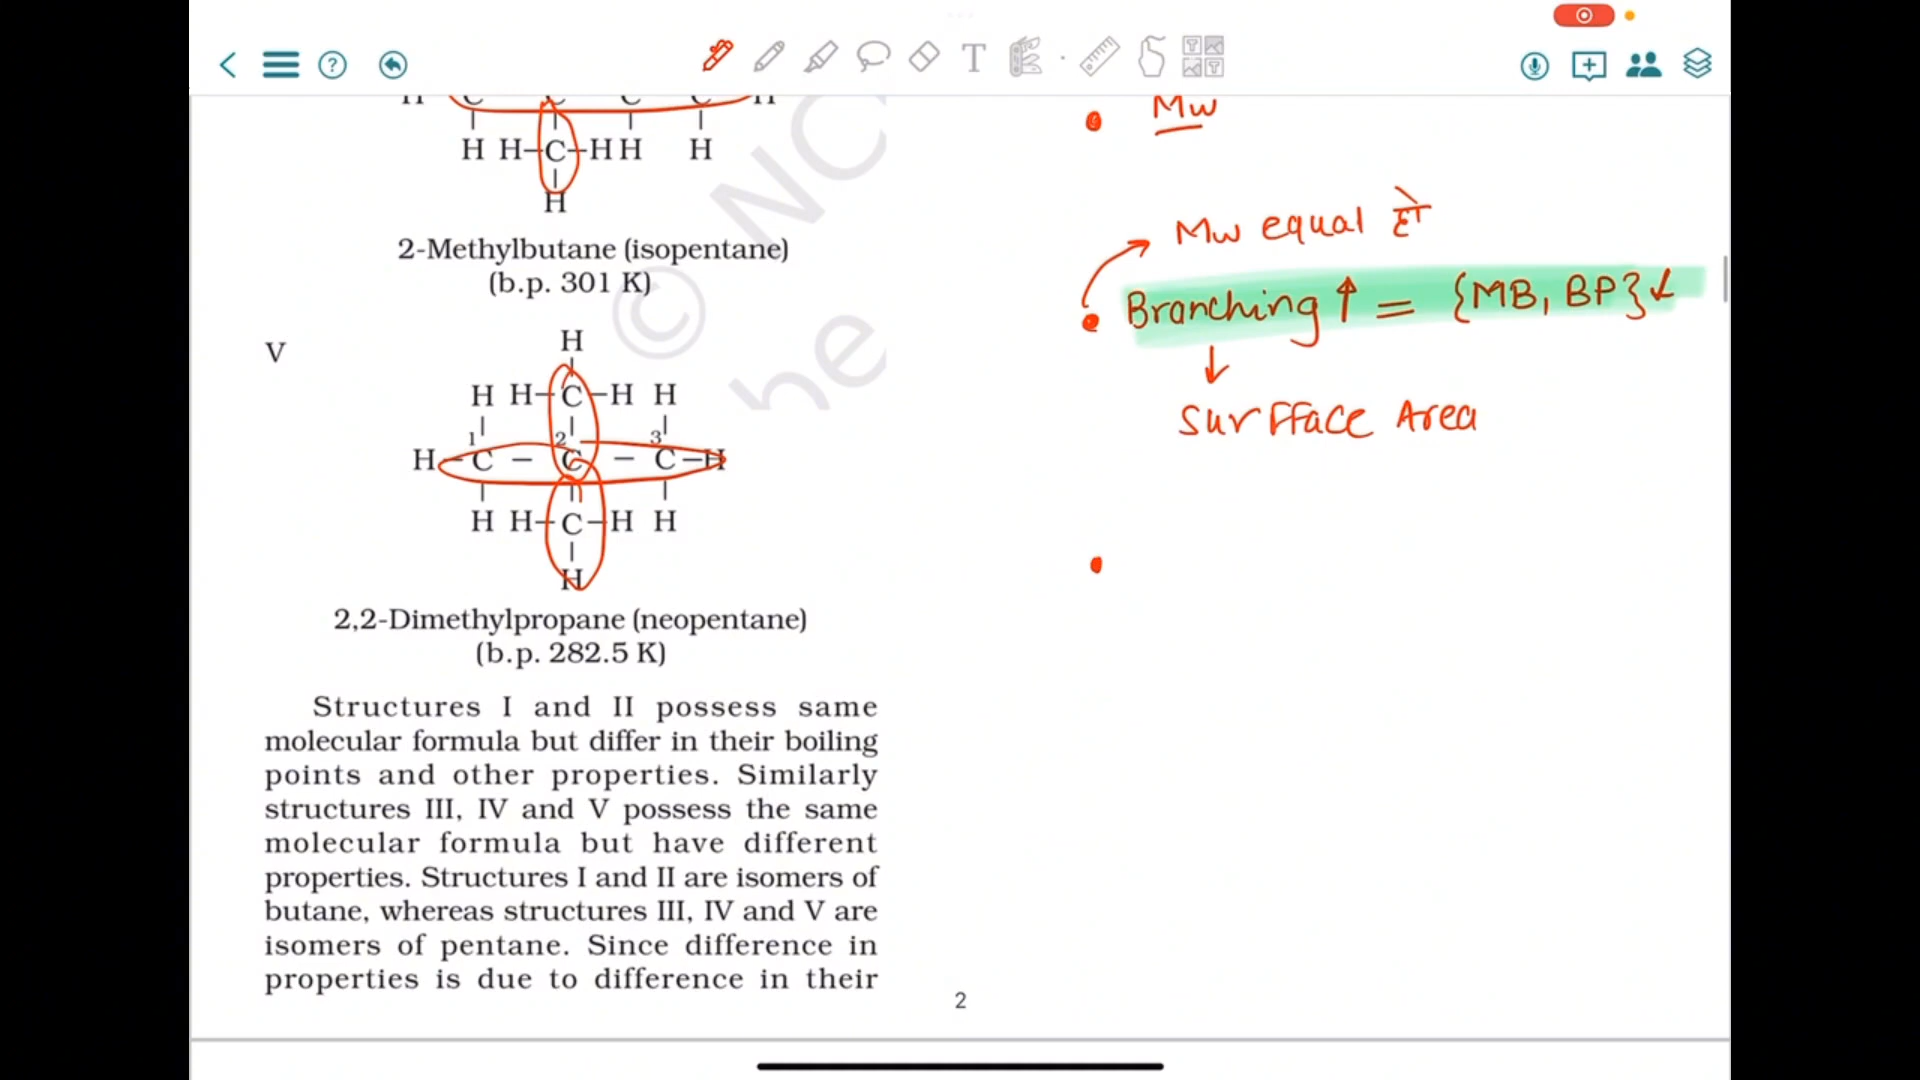 H C C C C H
H H–C–H H H
H
2-Methylbutane (isopentane)
(b.p. 301 K)
V
H
H H–C–H H
1 2 3
H–C – C – C–H
H H–C–H H
H
2,2-Dimethylpropane (neopentane)
(b.p. 282.5 K)
Structures I and II possess same
molecular formula but differ in their boiling
points and other properties. Similarly
structures III, IV and V possess the same
molecular formula but have different
properties. Structures I and II are isomers of
butane, whereas structures III, IV and V are
isomers of pentane. Since difference in
properties is due to difference in their
© NC
he
Mw
Mw equal हो
Branching ↑ = {MB, BP}↓
↓
Surfface Area
2